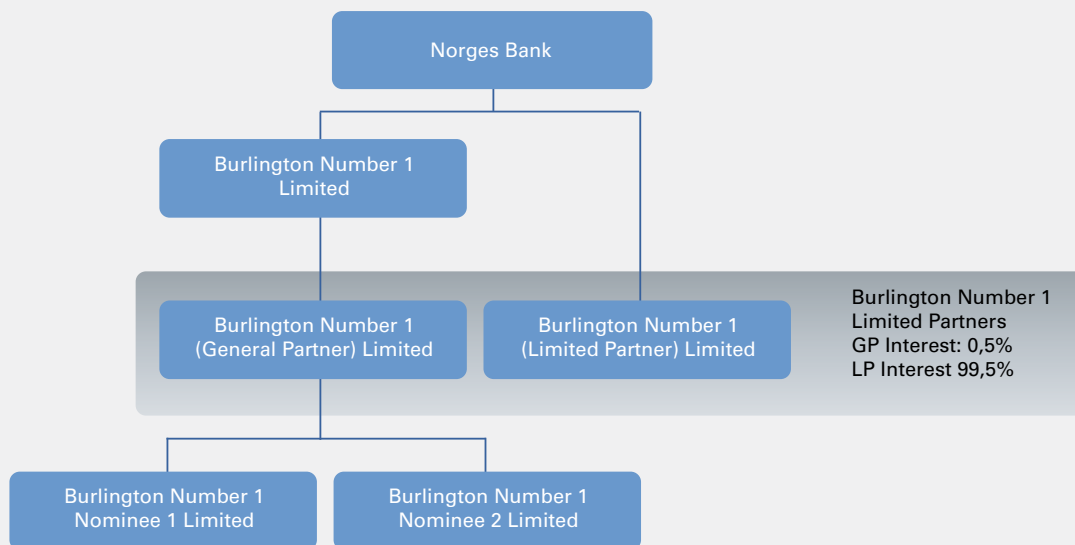 Norges Bank
Burlington Number 1
Limited
Burlington Number 1
(General Partner) Limited
Burlington Number 1
(Limited Partner) Limited
Burlington Number 1
Limited Partners
GP Interest: 0,5%
LP Interest 99,5%
Burlington Number 1
Nominee 1 Limited
Burlington Number 1
Nominee 2 Limited